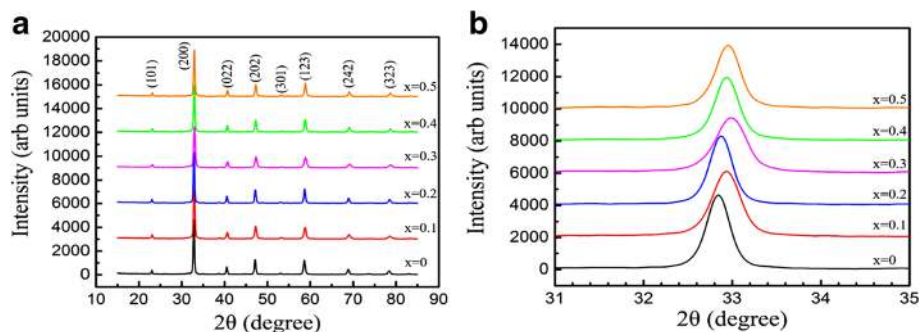 a
20000
18000
16000
14000
12000
10000
8000
6000
4000
2000
0
Intensity (arb units)
(101)
(200)
(022)
(202)
(301)
(123)
(242)
(323)
x=0.5
x=0.4
x=0.3
x=0.2
x=0.1
x=0
10 20 30 40 50 60 70 80 90
2θ (degree)
b
14000
12000
10000
8000
6000
4000
2000
0
Intensity (arb units)
x=0.5
x=0.4
x=0.3
x=0.2
x=0.1
x=0
31 32 33 34 35
2θ (degree)